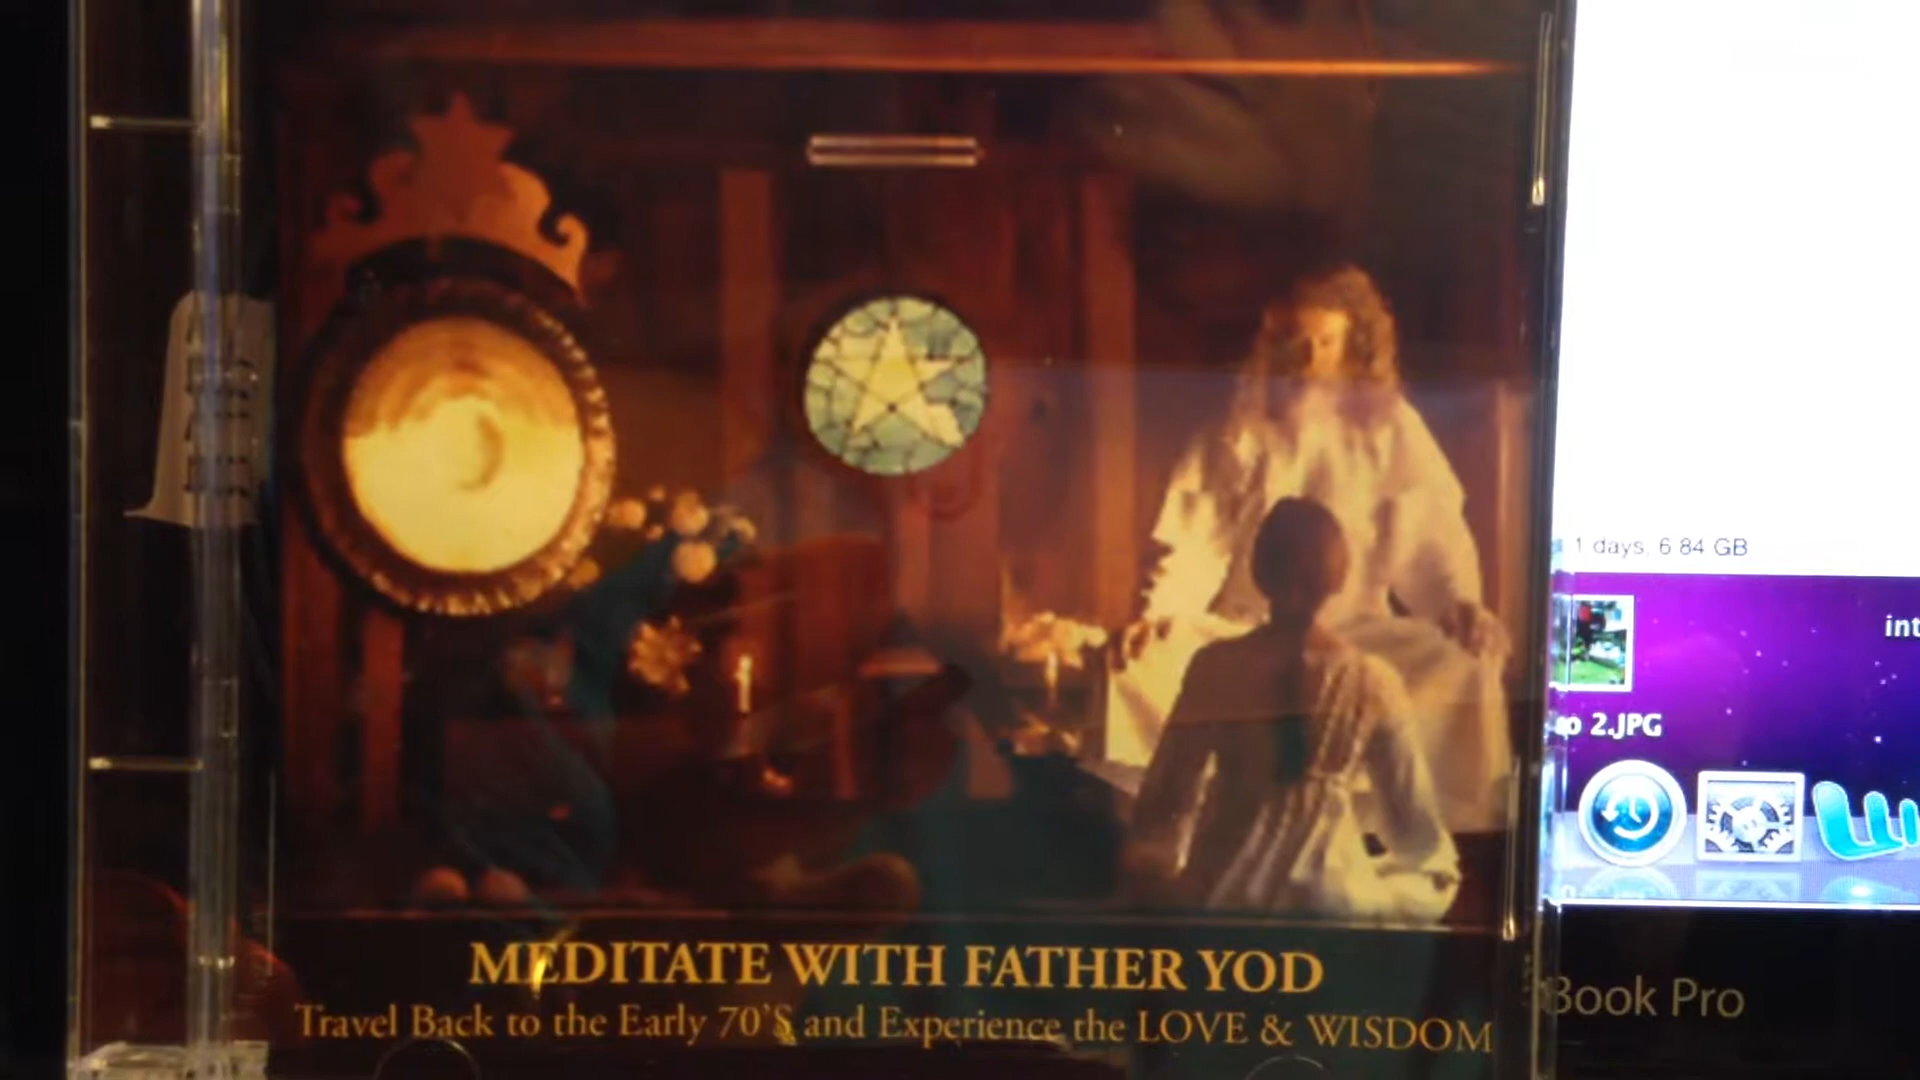 1 days, 6 84 GB
int
o 2.JPG
MEDITATE WITH FATHER YOD
Travel Back to the Early 70'S and Experience the LOVE & WISDOM
Book Pro